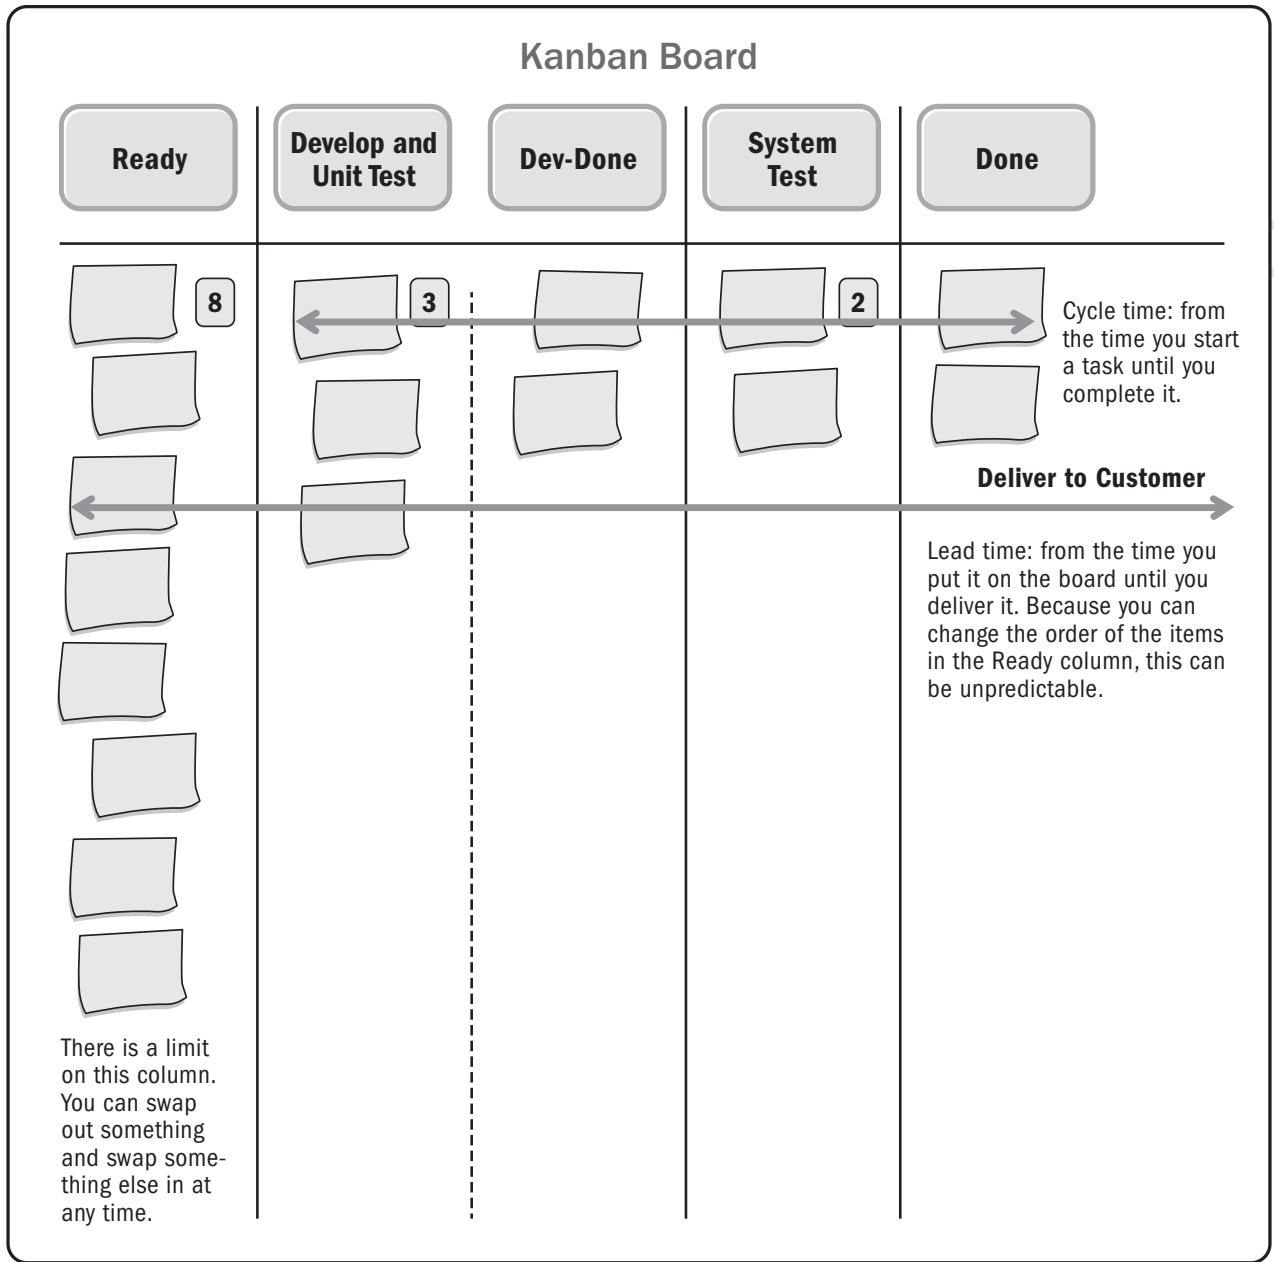 Kanban Board
Ready
Develop and
Unit Test
Dev-Done
System
Test
Done
8
3
2
Cycle time: from
the time you start
a task until you
complete it.
Deliver to Customer
Lead time: from the time you
put it on the board until you
deliver it. Because you can
change the order of the items
in the Ready column, this can
be unpredictable.
There is a limit
on this column.
You can swap
out something
and swap some-
thing else in at
any time.